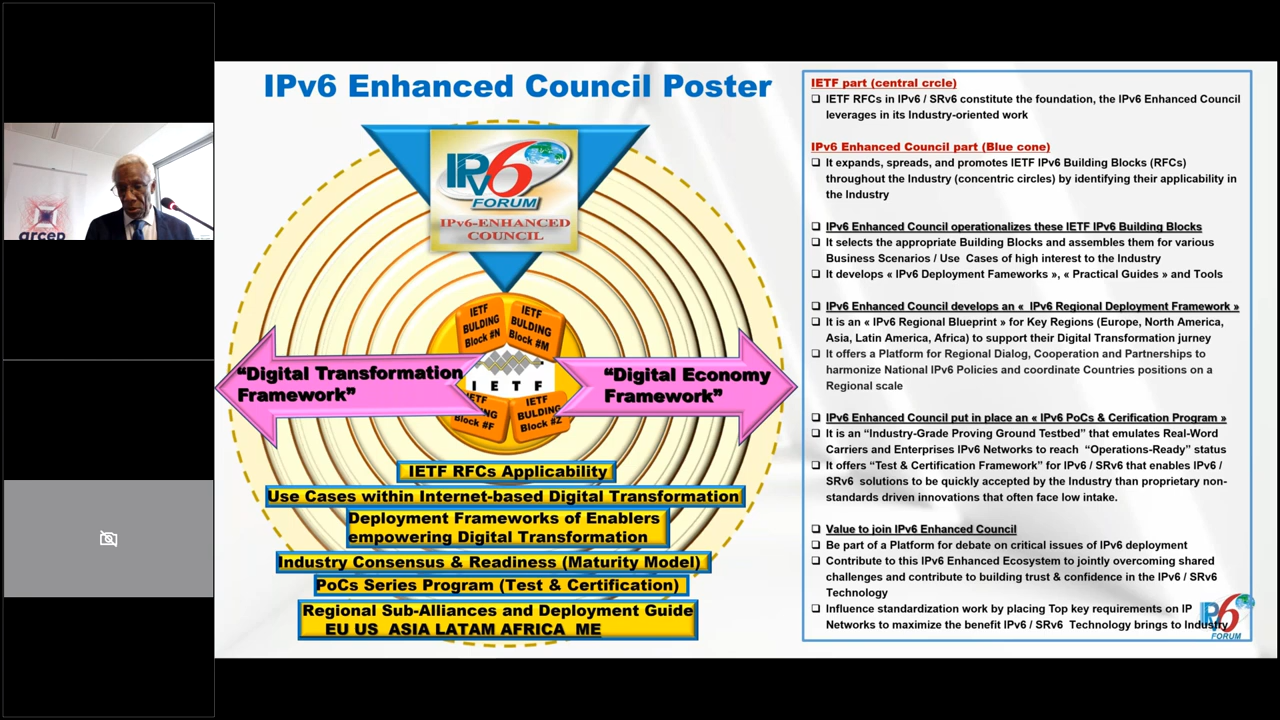 IPv6 Enhanced Council Poster
IPv6
FORUM
IPv6-ENHANCED
COUNCIL
IETF
BULDING
Block #N
IETF
BULDING
Block #M
"Digital Transformation
Framework"
I E T F
"Digital Economy
Framework"
Block #F
IETF
BULDING
Block #Z
IETF RFCs Applicability
Use Cases within Internet-based Digital Transformation
Deployment Frameworks of Enablers
empowering Digital Transformation
Industry Consensus & Readiness (Maturity Model)
PoCs Series Program (Test & Certification)
Regional Sub-Alliances and Deployment Guide
EU US ASIA LATAM AFRICA ME
IETF part (central crcle)
❑ IETF RFCs in IPv6 / SRv6 constitute the foundation, the IPv6 Enhanced Council
leverages in its Industry-oriented work
IPv6 Enhanced Council part (Blue cone)
❑ It expands, spreads, and promotes IETF IPv6 Building Blocks (RFCs)
throughout the Industry (concentric circles) by identifying their applicability in
the Industry
❑ IPv6 Enhanced Council operationalizes these IETF IPv6 Building Blocks
❑ It selects the appropriate Building Blocks and assembles them for various
Business Scenarios / Use Cases of high interest to the Industry
❑ It develops « IPv6 Deployment Fameworks », « Practical Guides » and Tools
❑ IPv6 Enhanced Council develops an « IPv6 Regional Deployment Framework »
❑ It is an « IPv6 Regional Blueprint » for Key Regions (Europe, North America,
Asia, Latin America, Africa) to support their Digital Transformation jurney
❑ It offers a Platform for Regional Dialog, Cooperation and Partnerships to
harmonize National IPv6 Policies and coordinate Countries positions on a
Regional scale
❑ IPv6 Enhanced Council put in place an « IPv6 PoCs & Cerification Program »
❑ It is an "Industry-Grade Proving Ground Testbed" that emulates Real-Word
Carriers and Enterprises IPv6 Networks to reach "Operations-Ready" status
❑ It offers "Test & Certification Framework" for IPv6 / SRv6 that enables IPv6 /
SRv6 solutions to be quickly accepted by the Industry than proprietary non-
standards driven innovations that often face low intake.
❑ Value to join IPv6 Enhanced Council
❑ Be part of a Platform for debate on critical issues of IPv6 deployment
❑ Contribute to this IPv6 Enhanced Ecosystem to jointly overcoming shared
challenges and contribute to building trust & confidence in the IPv6 / SRv6
Technology
❑ Influence standardization work by placing Top key requirements on IP
Networks to maximize the benefit IPv6 / SRv6 Technology brings to Industry
IPv6
FORUM
arcep